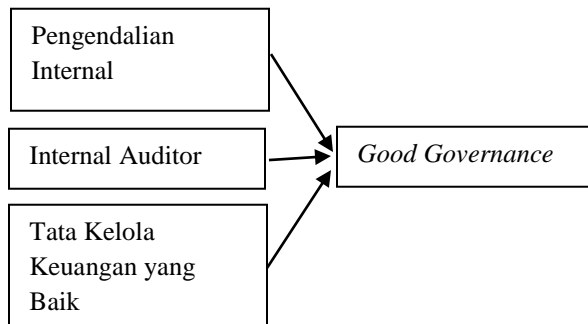 Pengendalian
Internal
Internal Auditor
Good Governance
Tata Kelola
Keuangan yang
Baik